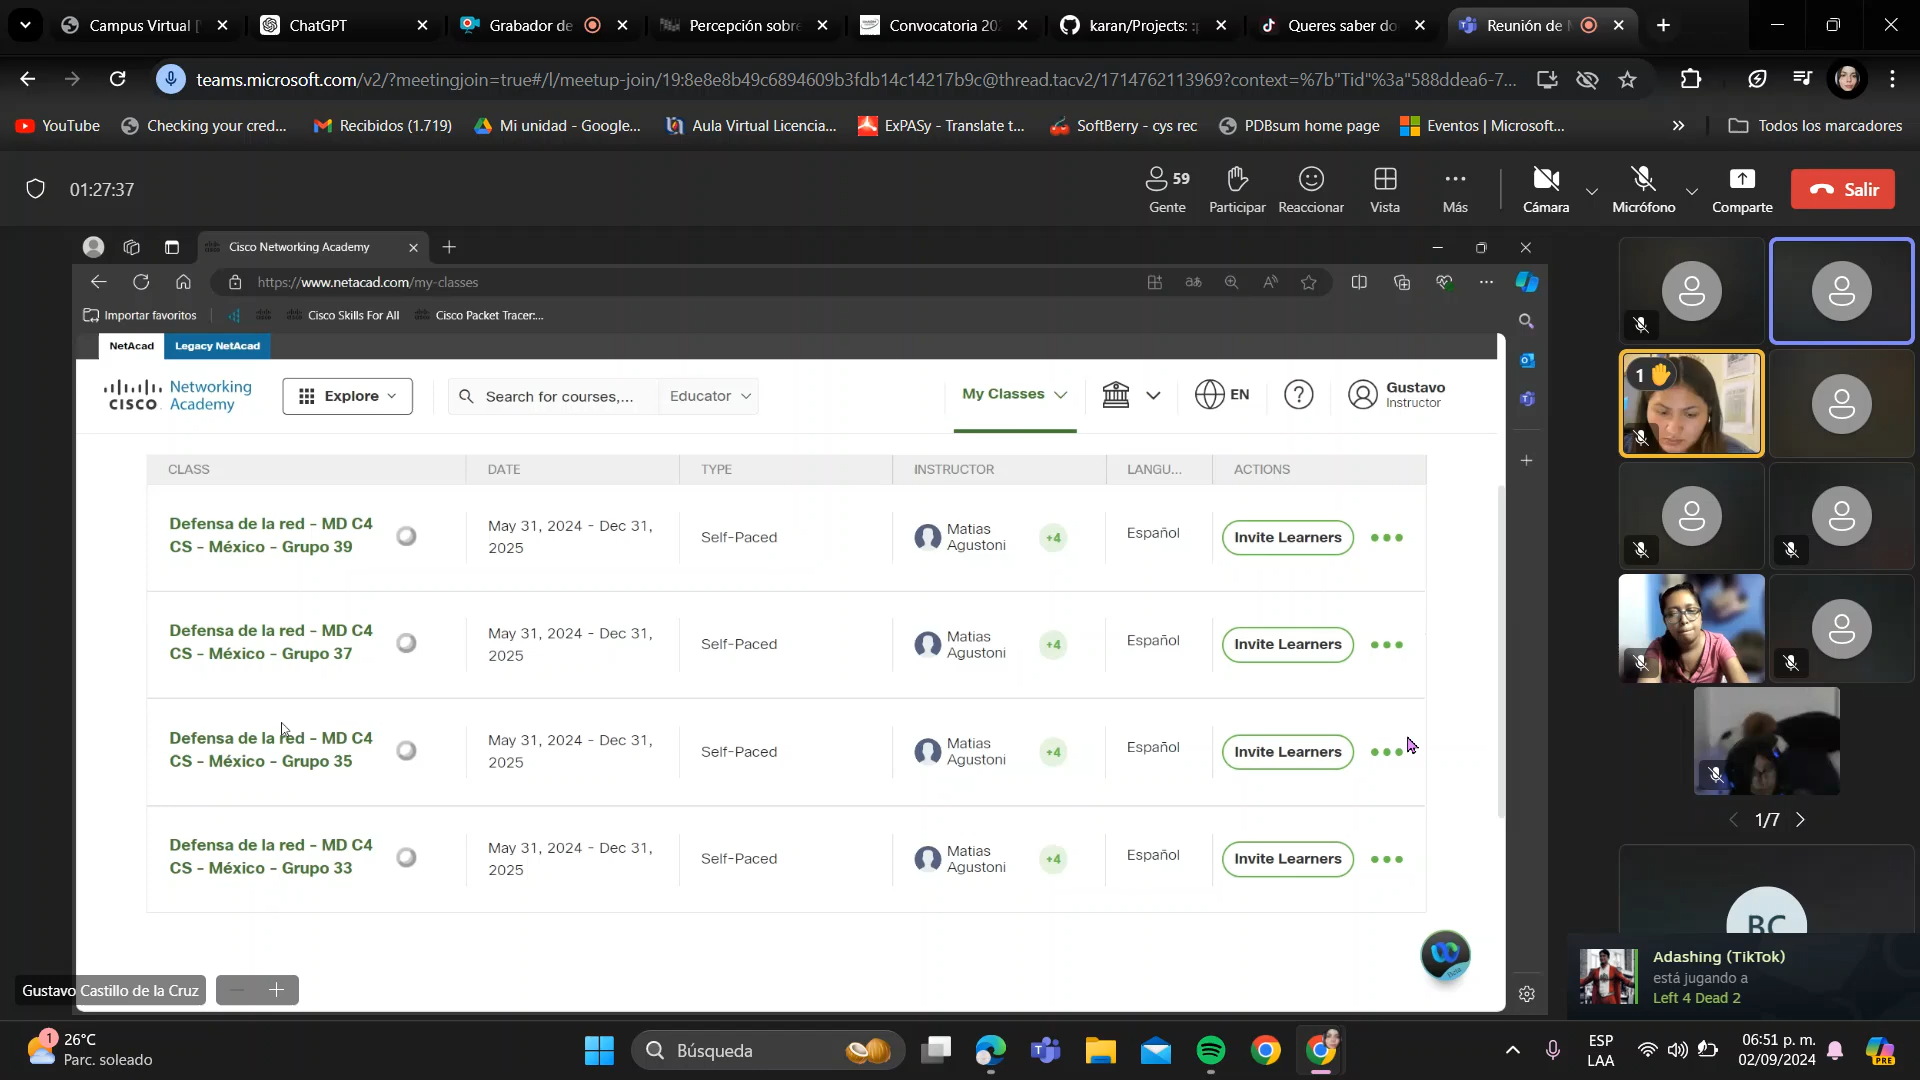 Campus Virtual [
ChatGPT
Grabador de
Percepción sobre
Convocatoria 202
karan/Projects: :p
Queres saber do
Reunión de
teams.microsoft.com/v2/?meetingjoin=true#/l/meetup-join/19:8e8e8b49c6894609b3fdb14c14217b9c@thread.tacv2/1714762113969?context=%7b"Tid"%3a"588ddea6-7...
YouTube
Checking your cred...
Recibidos (1.719)
Mi unidad - Google...
Aula Virtual Licencia...
ExPASy - Translate t...
SoftBerry - cys rec
PDBsum home page
Eventos | Microsoft...
»
Todos los marcadores
01:27:37
59
Gente
Participar
Reaccionar
Vista
Más
Cámara
Micrófono
Comparte
Salir
Cisco Networking Academy
https://www.netacad.com/my-classes
Importar favoritos
Cisco Skills For All
Cisco Packet Tracer:...
NetAcad
Legacy NetAcad
CISCO
Networking
Academy
Explore
Search for courses,...
Educator
My Classes
EN
Gustavo
Instructor
CLASS DATE TYPE INSTRUCTOR LANGU... ACTIONS
Defensa de la red - MD C4
CS - México - Grupo 39
May 31, 2024 - Dec 31,
2025
Self-Paced
Matias
Agustoni
+4
Español
Invite Learners
Defensa de la red - MD C4
CS - México - Grupo 37
May 31, 2024 - Dec 31,
2025
Self-Paced
Matias
Agustoni
+4
Español
Invite Learners
Defensa de la red - MD C4
CS - México - Grupo 35
May 31, 2024 - Dec 31,
2025
Self-Paced
Matias
Agustoni
+4
Español
Invite Learners
Defensa de la red - MD C4
CS - México - Grupo 33
May 31, 2024 - Dec 31,
2025
Self-Paced
Matias
Agustoni
+4
Español
Invite Learners
Gustavo Castillo de la Cruz
1
1/7
BC
Adashing (TikTok)
está jugando a
Left 4 Dead 2
1
26°C
Parc. soleado
Búsqueda
ESP
LAA
06:51 p. m.
02/09/2024
PRE